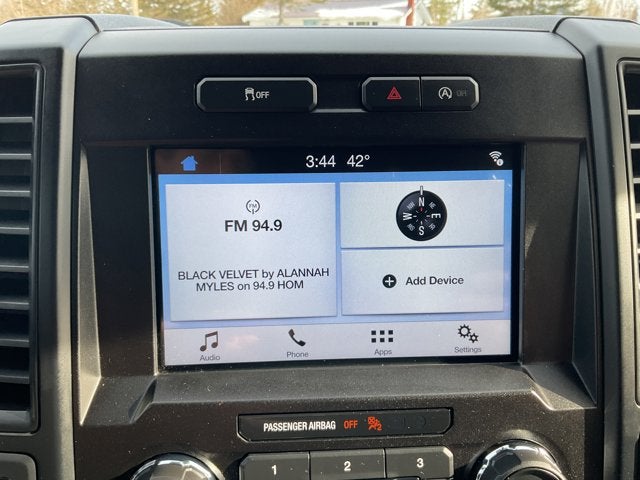 OFF
A OFF
3:44 42°
FM
FM 94.9
BLACK VELVET by ALANNAH
MYLES on 94.9 HOM
N
W E
S
Add Device
Audio Phone Apps Settings
PASSENGER AIRBAG OFF 2
1 2 3